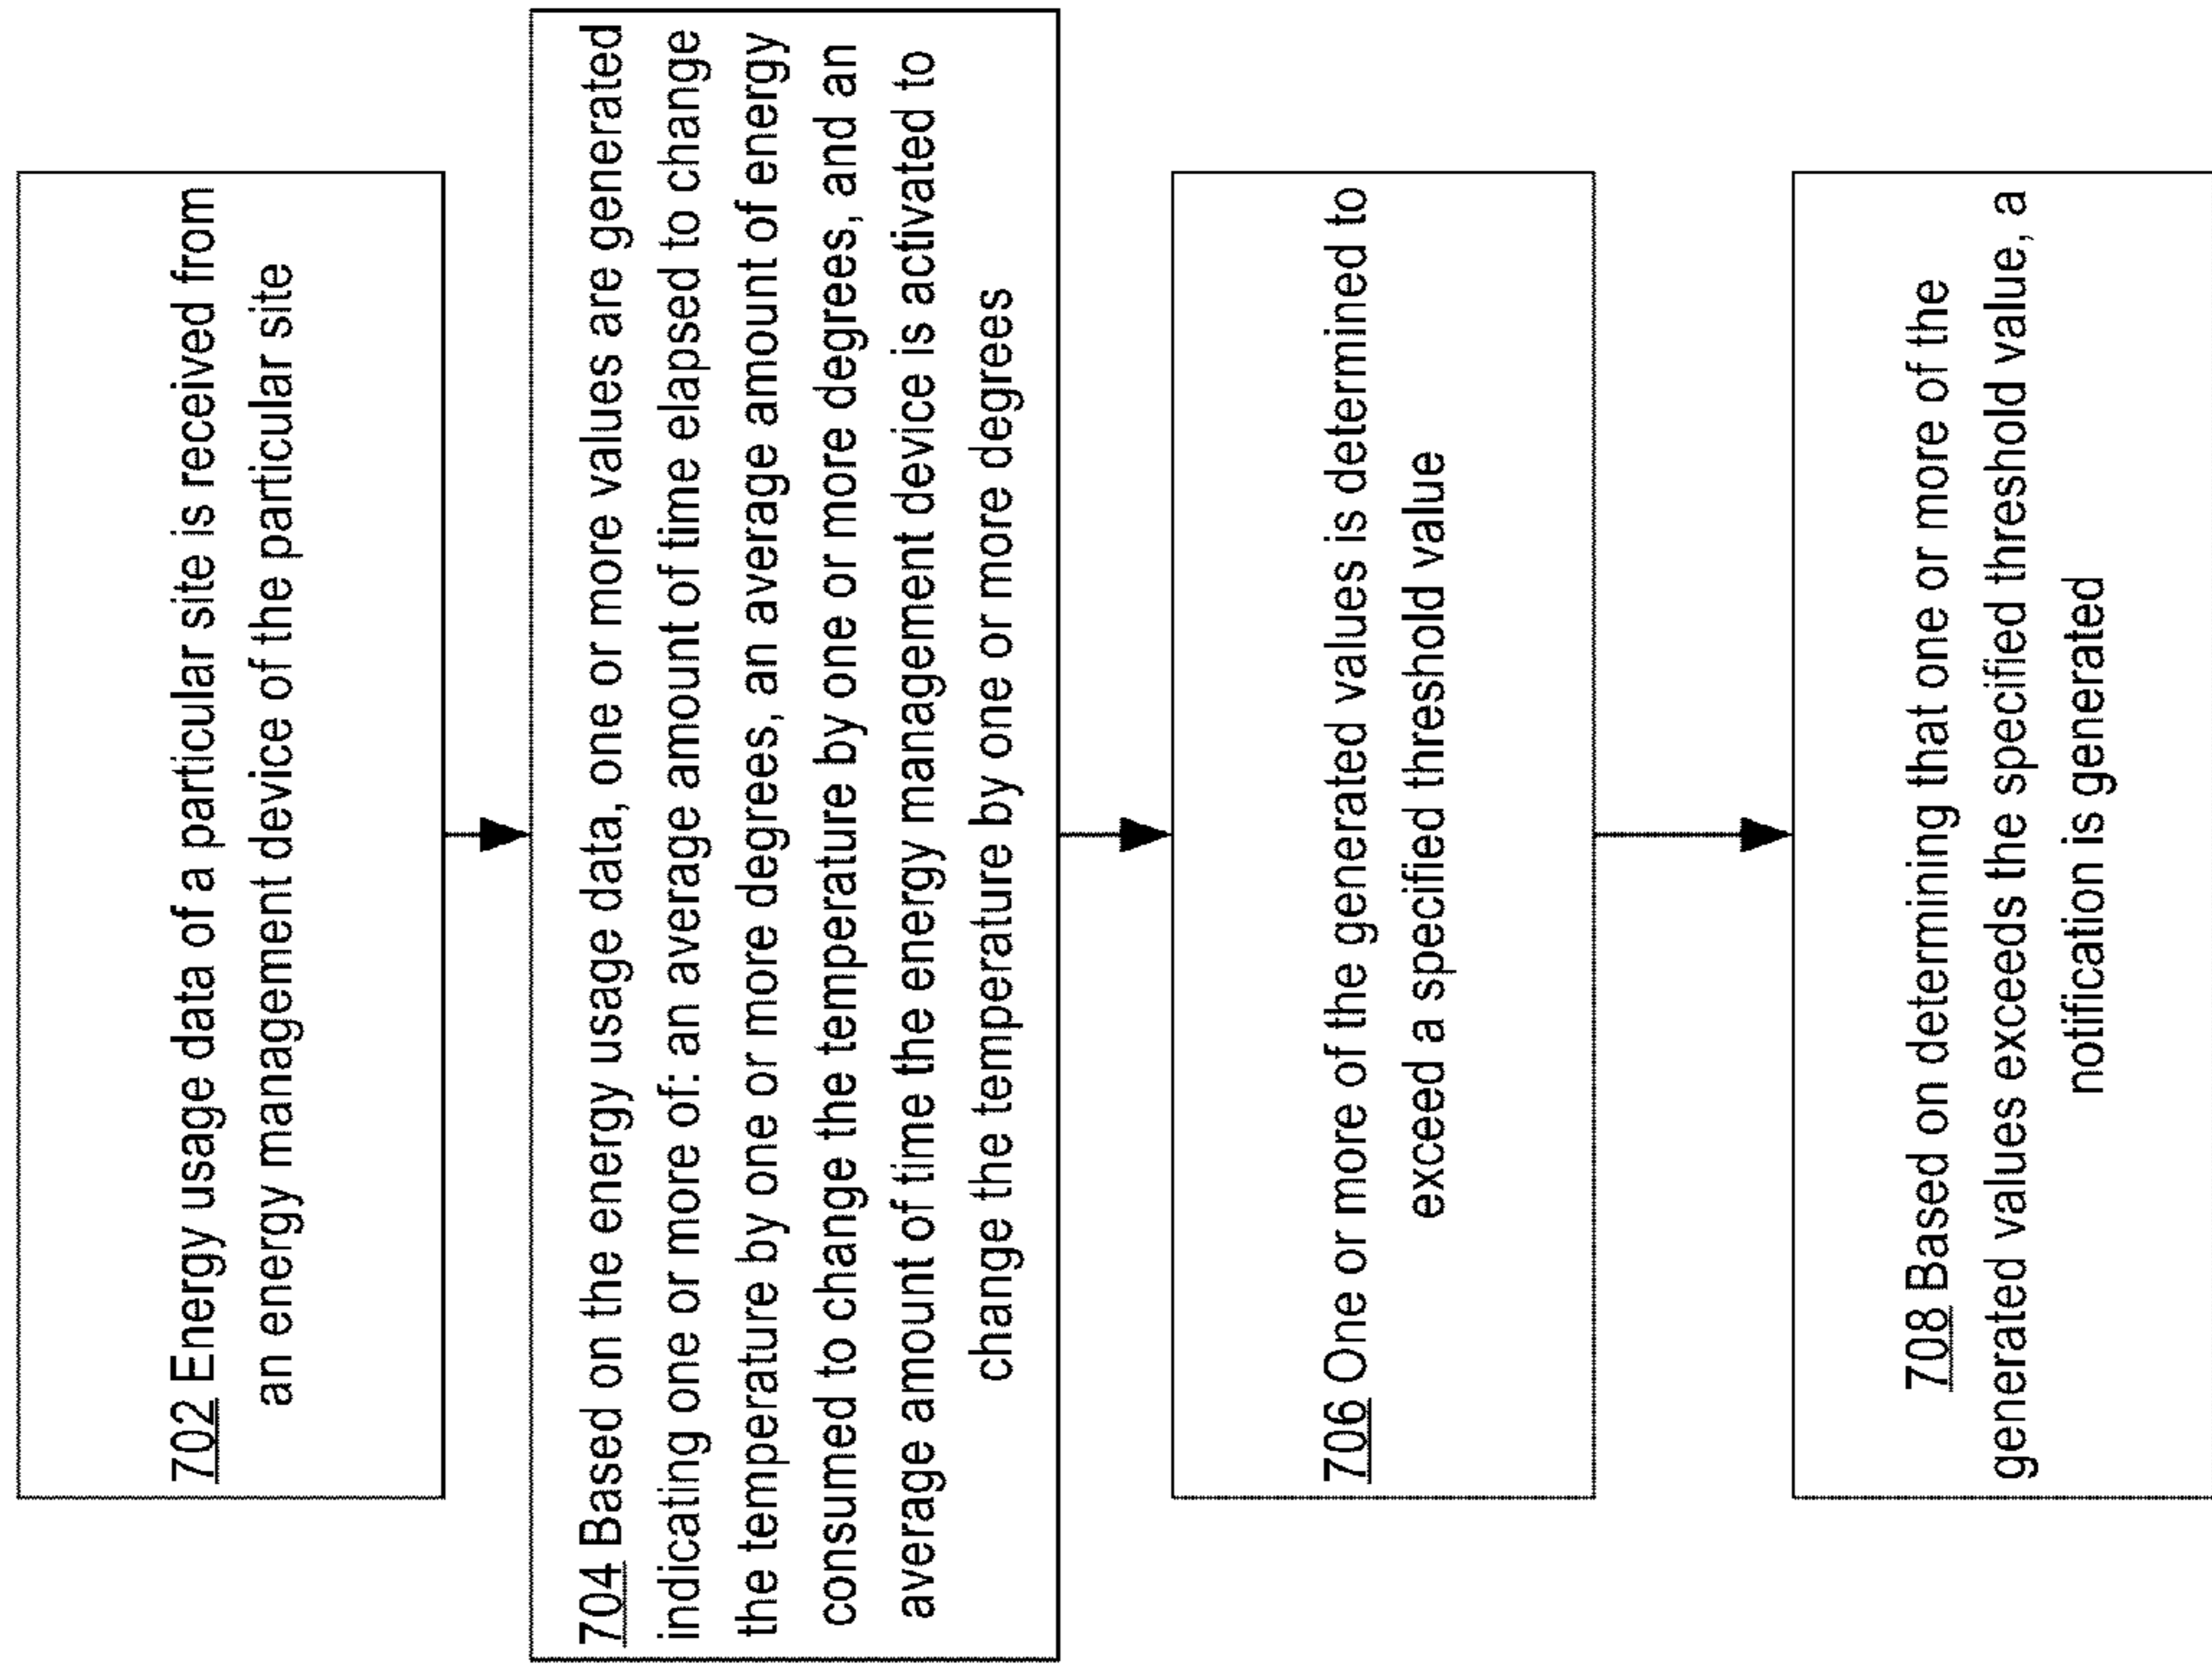 702 Energy usage data of a particular site is received from
an energy management device of the particular site
704 Based on the energy usage data, one or more values are generated
indicating one or more of: an average amount of time elapsed to change
the temperature by one or more degrees, an average amount of energy
consumed to change the temperature by one or more degrees, and an
average amount of time the energy management device is activated to
change the temperature by one or more degrees
706 One or more of the generated values is determined to
exceed a specified threshold value
708 Based on determining that one or more of the
generated values exceeds the specified threshold value, a
notification is generated